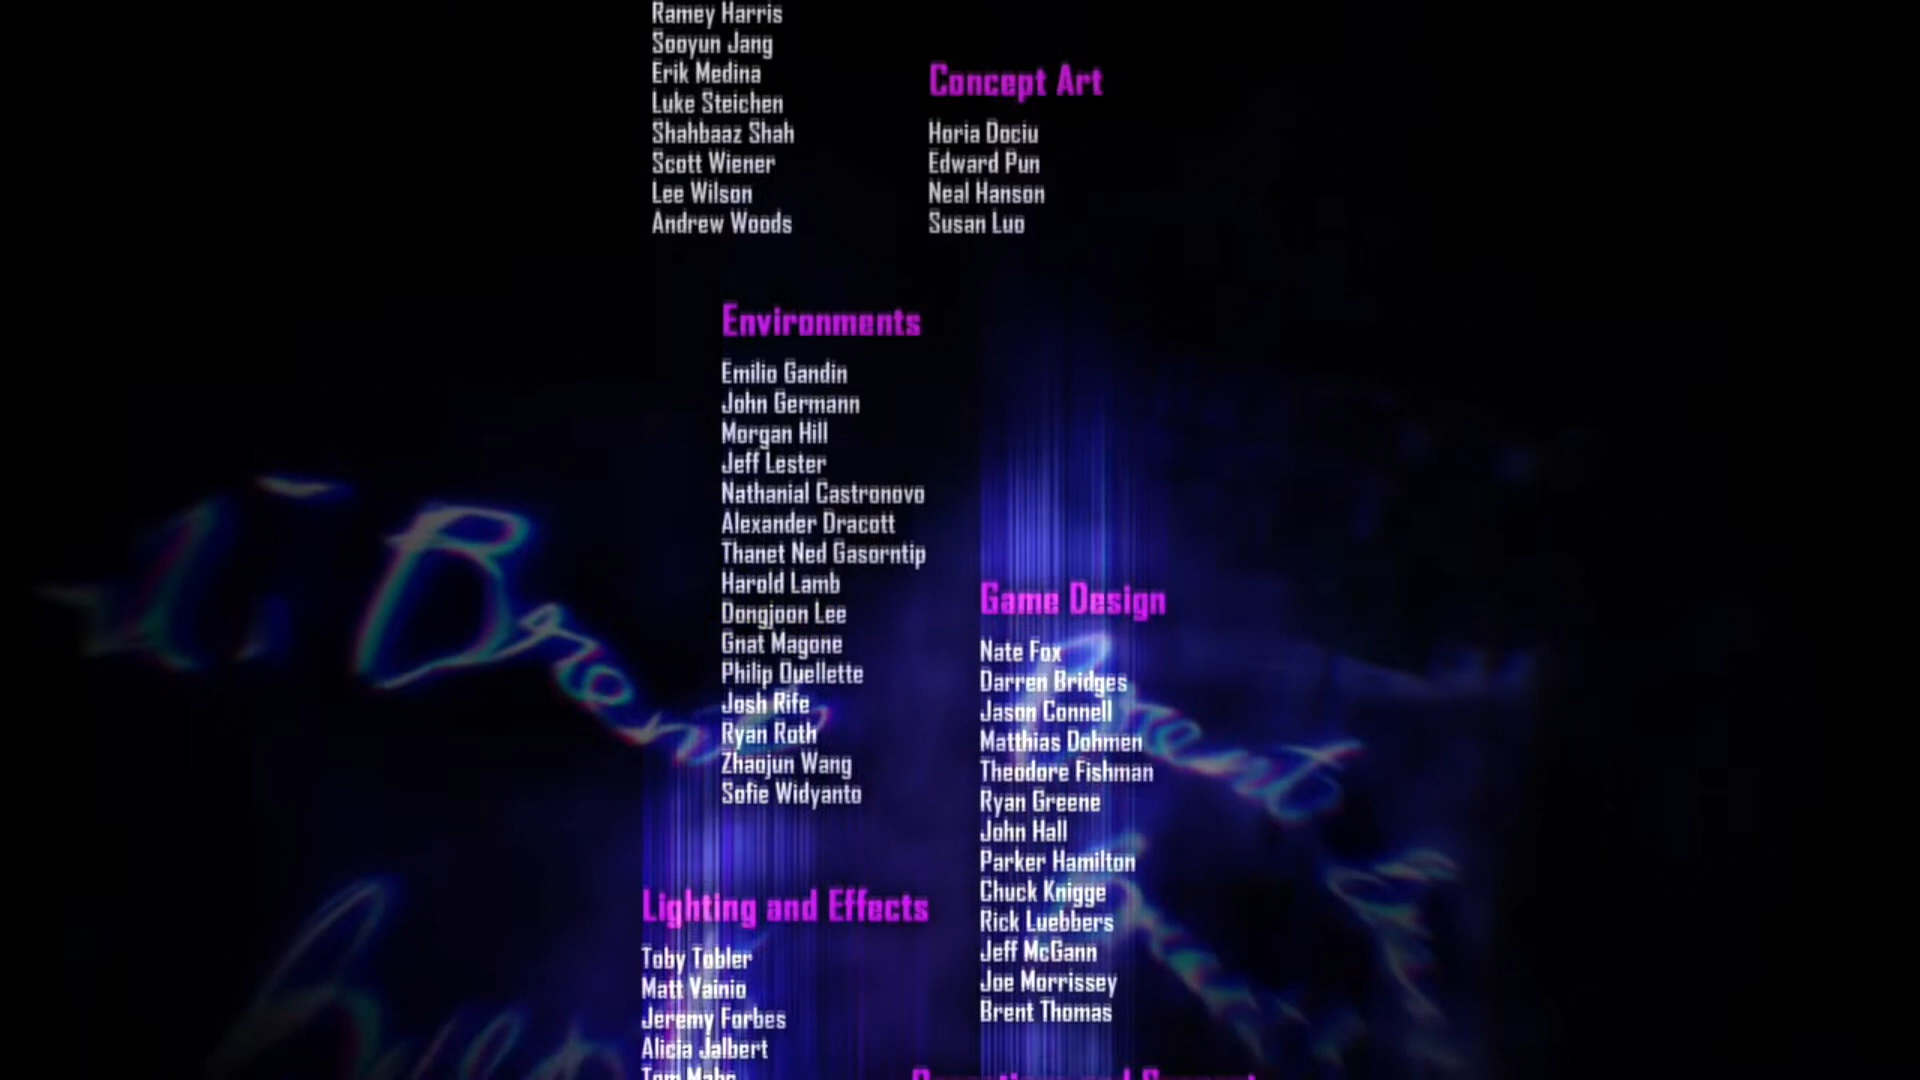 Ramey Harris
Sooyun Jang
Erik Medina
Luke Steichen
Shahbaaz Shah
Scott Wiener
Lee Wilson
Andrew Woods
Concept Art
Horia Dociu
Edward Pun
Neal Hanson
Susan Luo
Environments
Emilio Gandin
John Germann
Morgan Hill
Jeff Lester
Nathanial Castronovo
Alexander Dracott
Thanet Ned Gasorntip
Harold Lamb
Dongjoon Lee
Gnat Magone
Philip Ouellette
Josh Rife
Ryan Roth
Zhaojun Wang
Sofie Widyanto
Game Design
Nate Fox
Darren Bridges
Jason Connell
Matthias Dohmen
Theodore Fishman
Ryan Greene
John Hall
Parker Hamilton
Chuck Knigge
Rick Luebbers
Jeff McGann
Joe Morrissey
Brent Thomas
Lighting and Effects
Toby Tobler
Matt Vainio
Jeremy Forbes
Alicia Jalbert
Tom